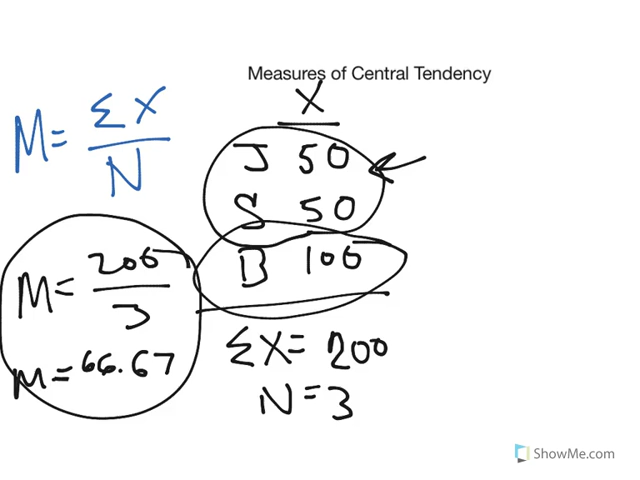 Measures of Central Tendency
M = ΣX / N
X
J 50
S 50
B 100
ΣX = 200
N = 3
M = 200 / 3
M = 66.67
ShowMe.com